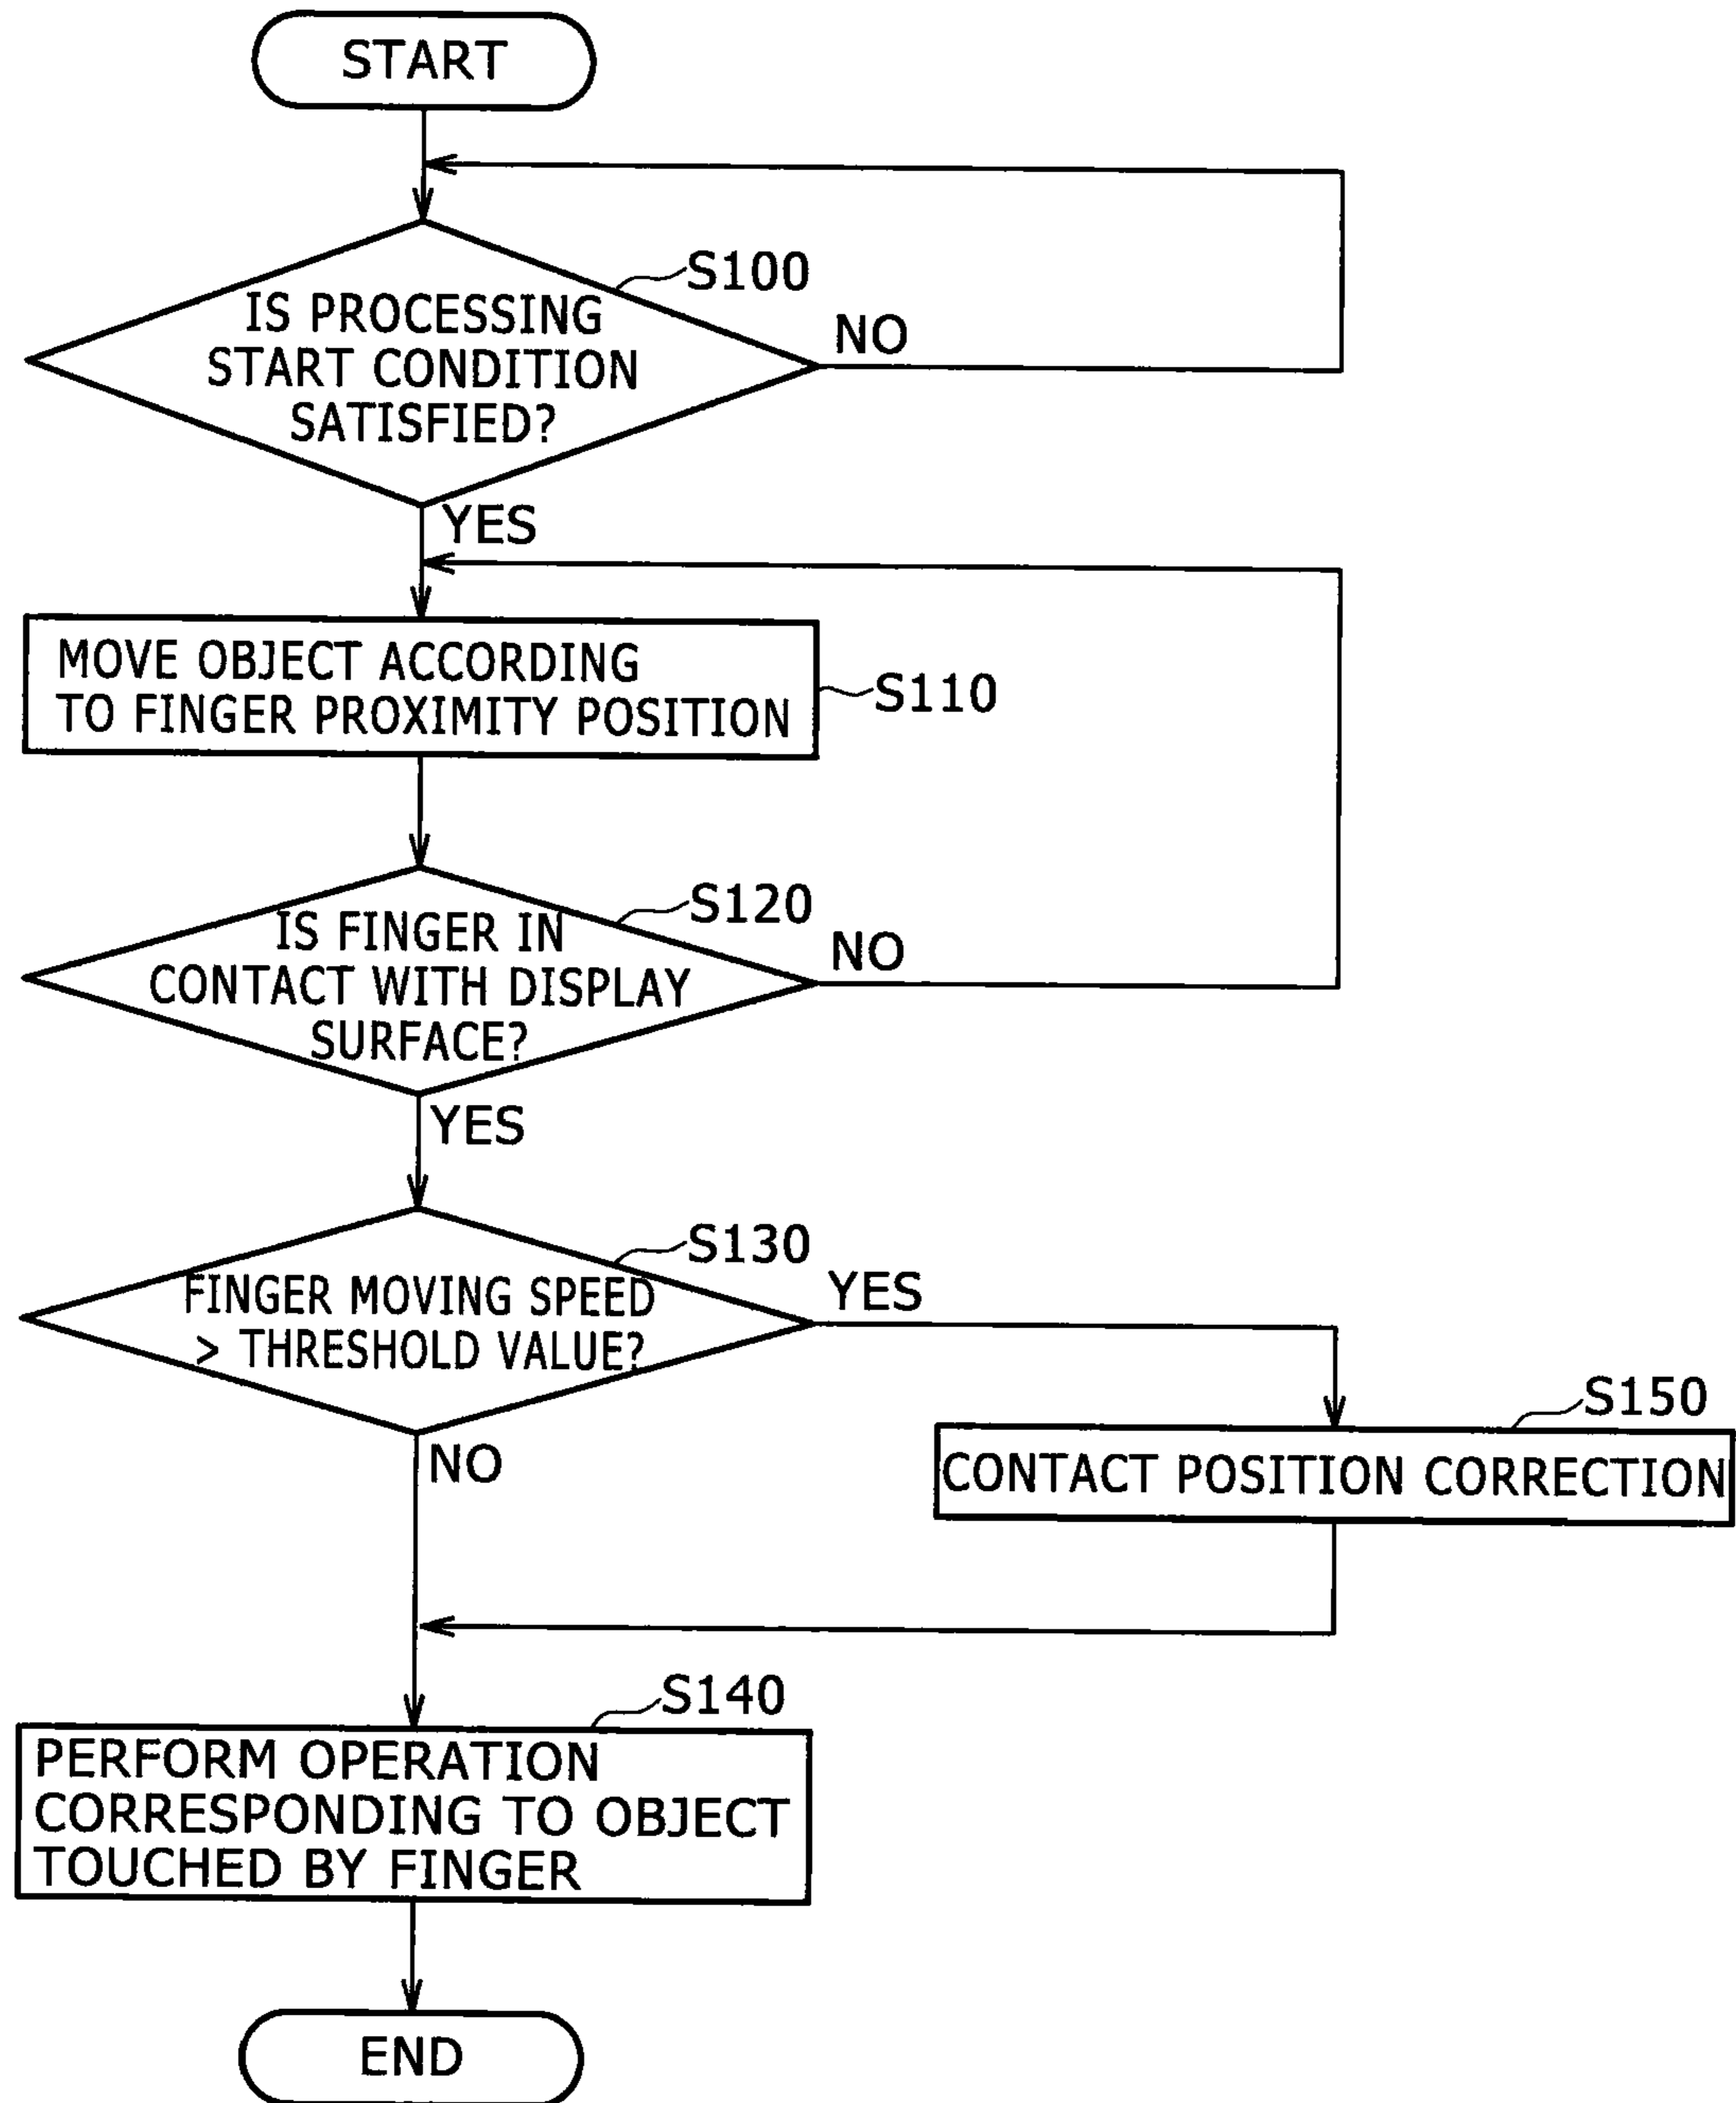 START
S100
IS PROCESSING
START CONDITION
SATISFIED?
NO
YES
MOVE OBJECT ACCORDING
TO FINGER PROXIMITY POSITION
S110
S120
IS FINGER IN
CONTACT WITH DISPLAY
SURFACE?
NO
YES
S130
FINGER MOVING SPEED
> THRESHOLD VALUE?
YES
NO
S150
CONTACT POSITION CORRECTION
S140
PERFORM OPERATION
CORRESPONDING TO OBJECT
TOUCHED BY FINGER
END